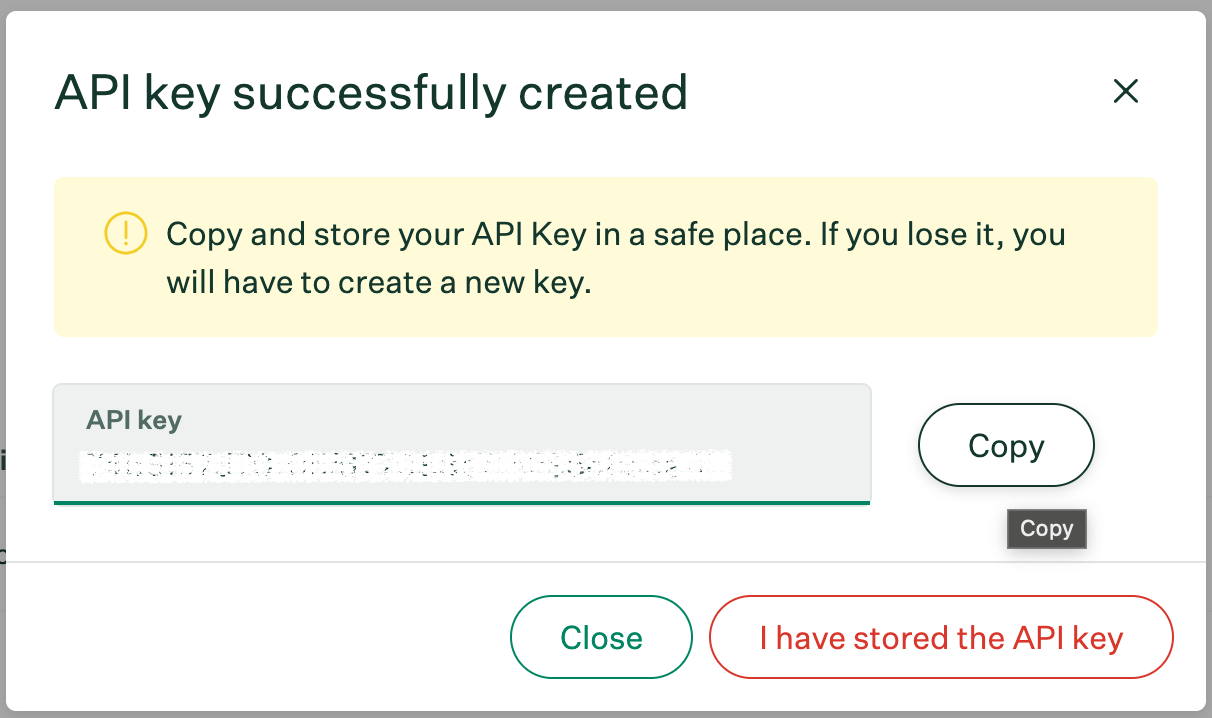 API key successfully created
Copy and store your API Key in a safe place. If you lose it, you
will have to create a new key.
API key
Copy
Copy
Close
I have stored the API key